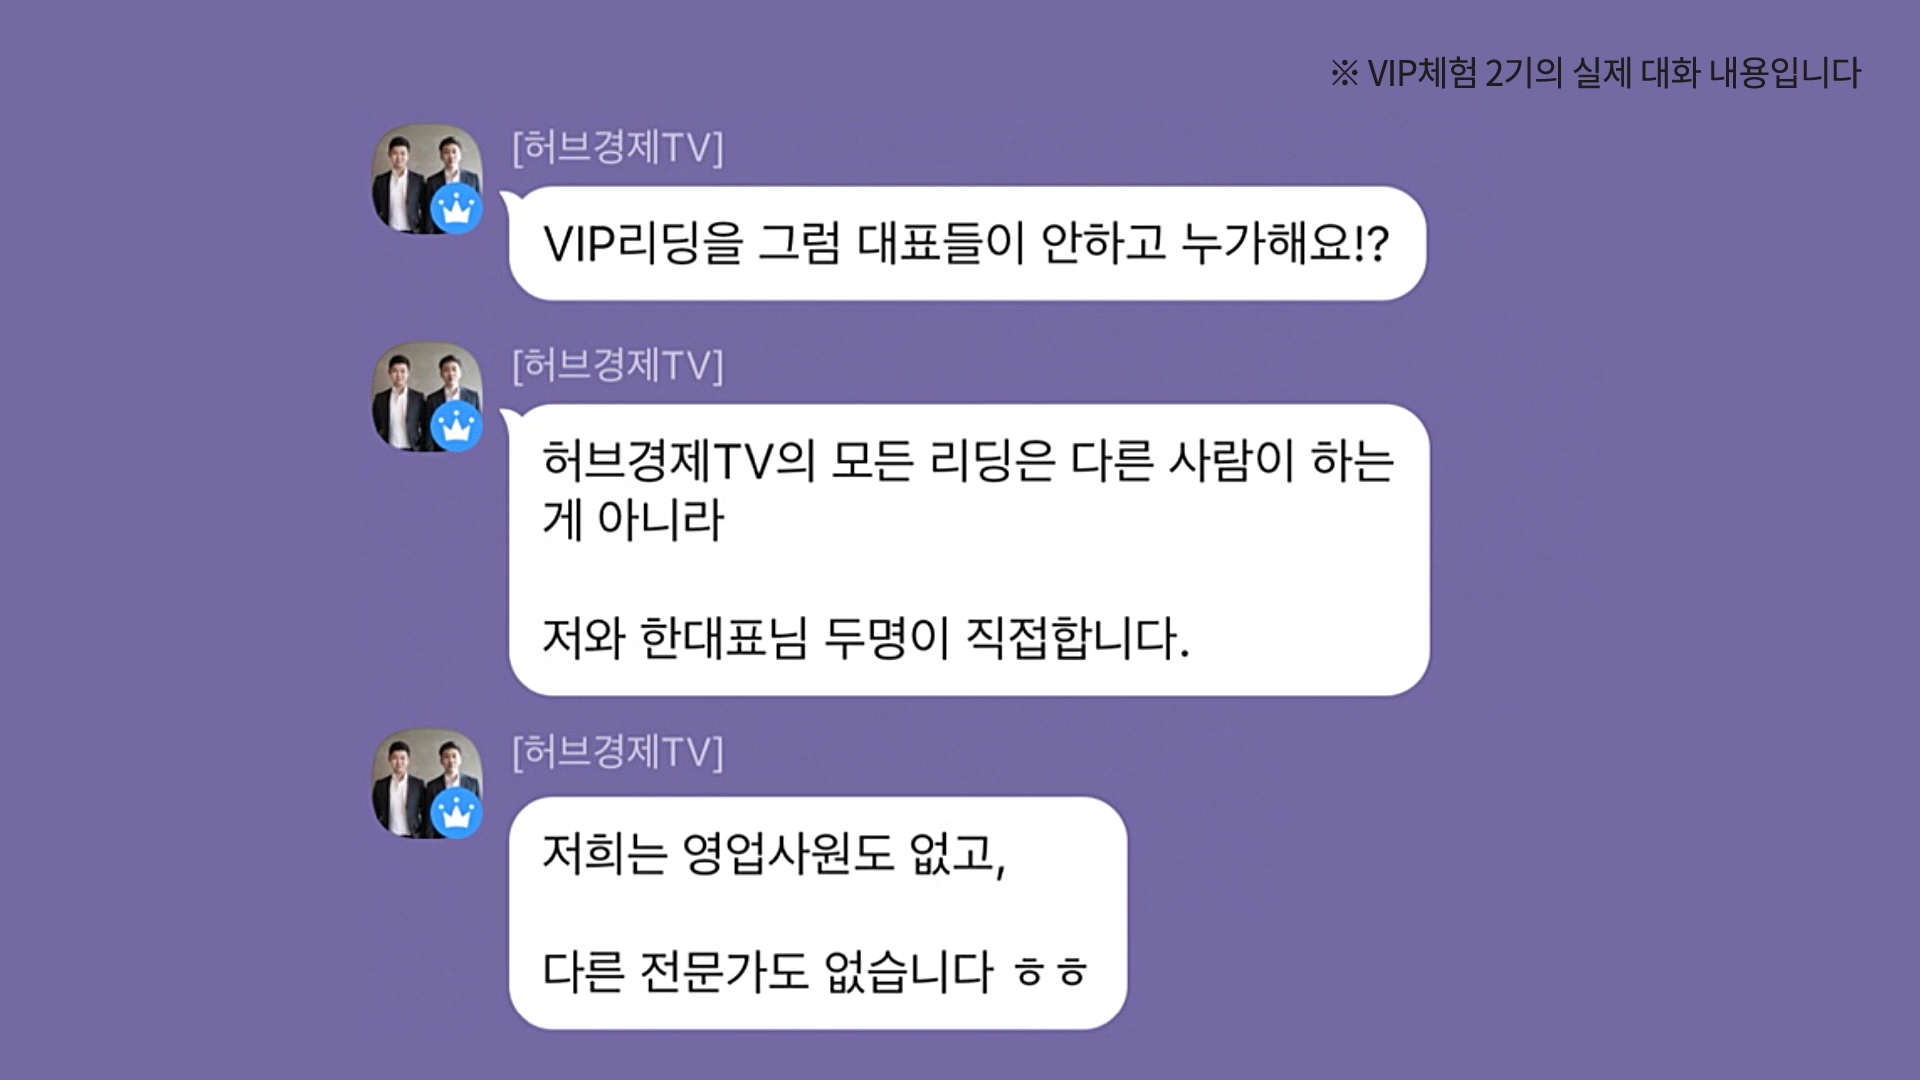 ※ VIP체험 2기의 실제 대화 내용입니다
[허브경제TV]
VIP리딩을 그럼 대표들이 안하고 누가해요!?
[허브경제TV]
허브경제TV의 모든 리딩은 다른 사람이 하는
게 아니라
저와 한대표님 두명이 직접합니다.
[허브경제TV]
저희는 영업사원도 없고,
다른 전문가도 없습니다 ㅎㅎ